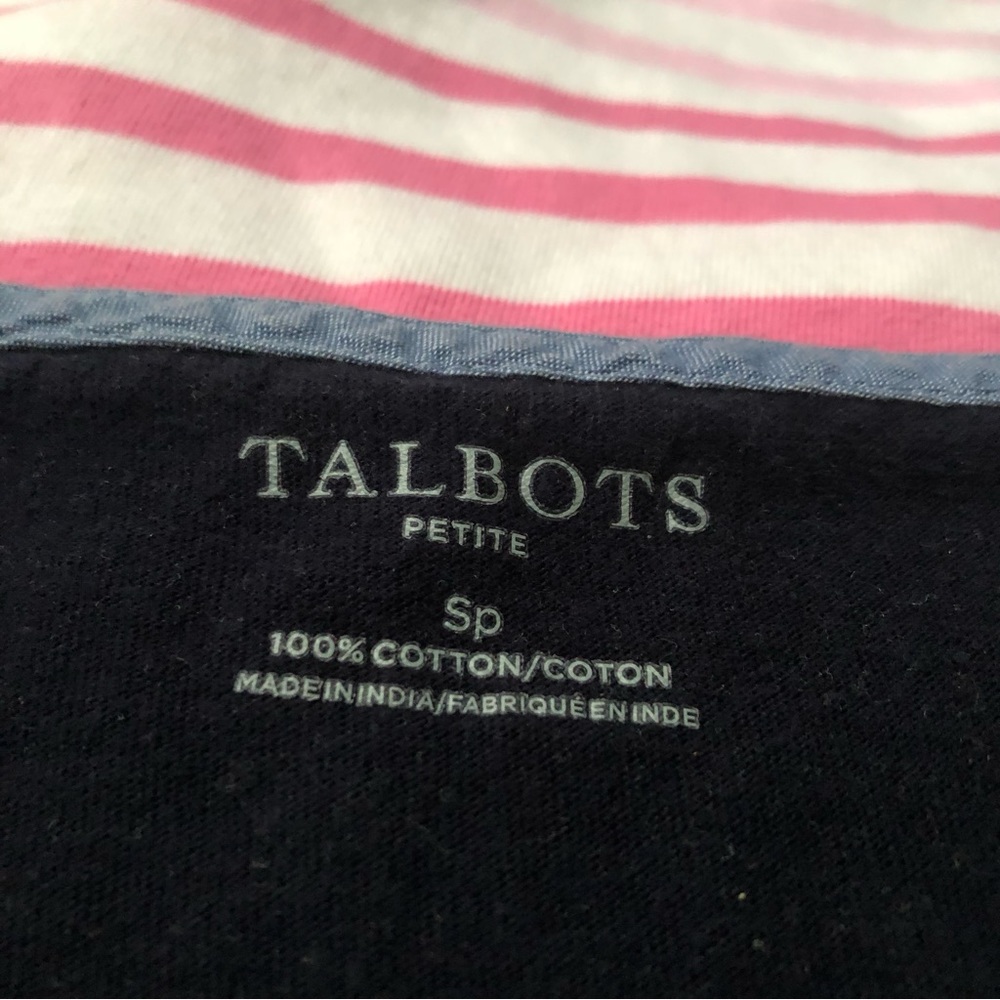 TALBOTS
PETITE
Sp
100% COTTON/COTON
MADE IN INDIA/FABRIQUÉ EN INDE